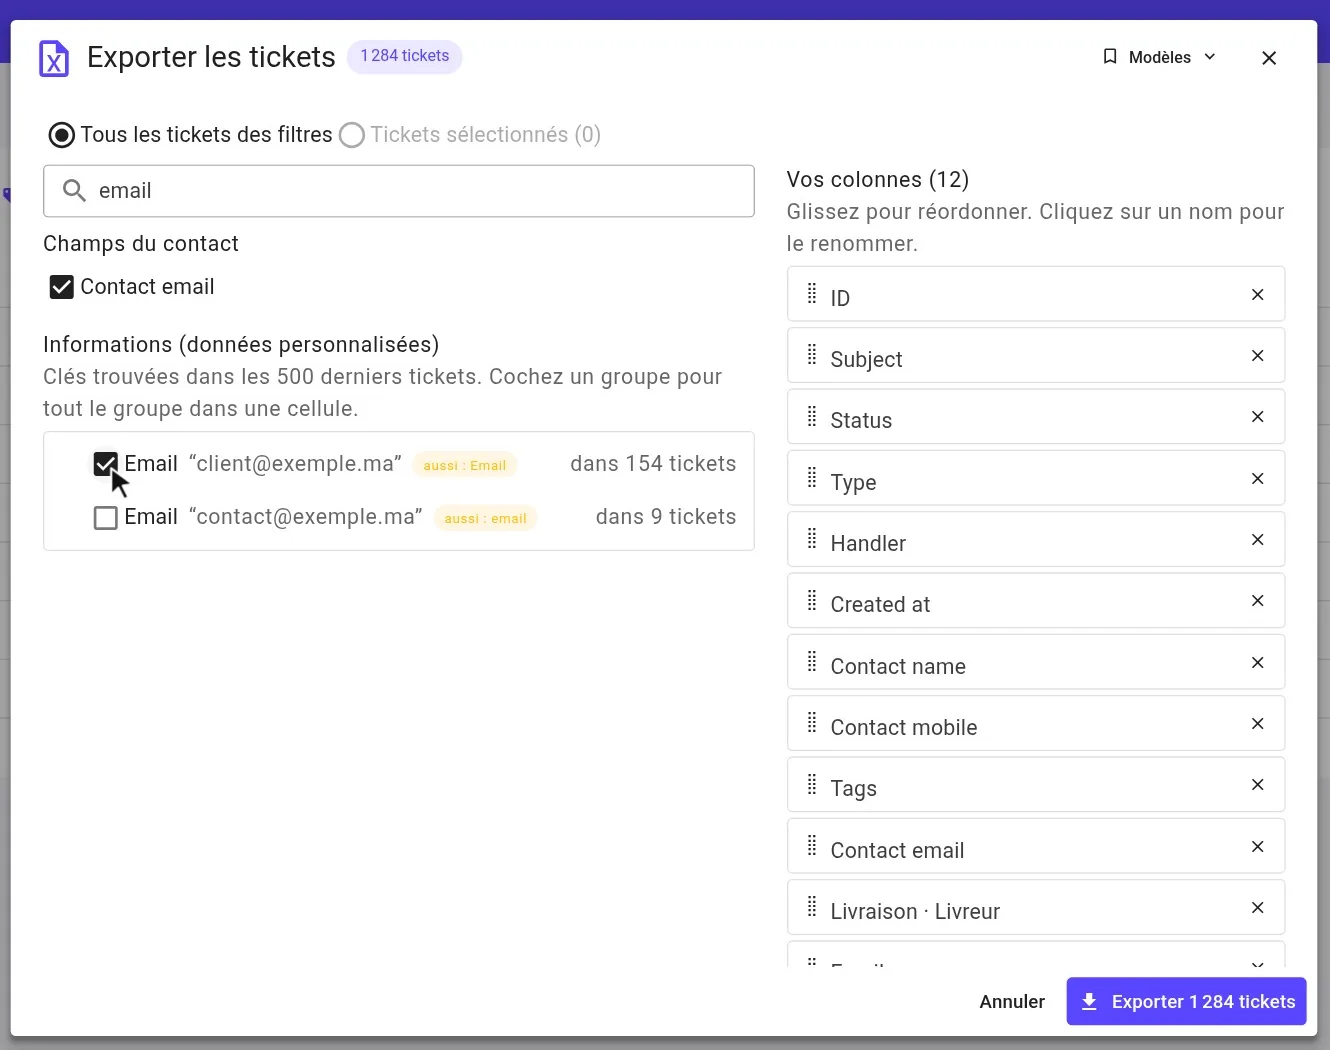 Exporter les tickets
1 284 tickets
Modèles
Tous les tickets des filtres
Tickets sélectionnés (0)
email
Champs du contact
Contact email
Informations (données personnalisées)
Clés trouvées dans les 500 derniers tickets. Cochez un groupe pour
tout le groupe dans une cellule.
Email “client@exemple.ma” aussi : Email dans 154 tickets
Email “contact@exemple.ma” aussi : email dans 9 tickets
Vos colonnes (12)
Glissez pour réordonner. Cliquez sur un nom pour
le renommer.
ID
Subject
Status
Type
Handler
Created at
Contact name
Contact mobile
Tags
Contact email
Livraison · Livreur
Annuler
Exporter 1 284 tickets